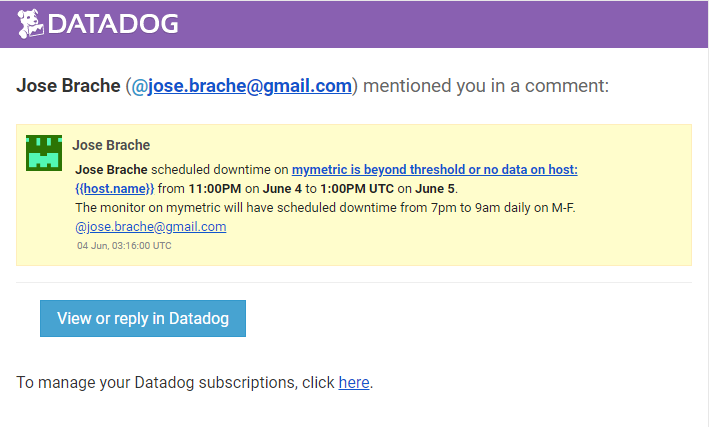 DATADOG
Jose Brache (@jose.brache@gmail.com) mentioned you in a comment:
Jose Brache
Jose Brache scheduled downtime on mymetric is beyond threshold or no data on host:
{{host.name}} from 11:00PM on June 4 to 1:00PM UTC on June 5.
The monitor on mymetric will have scheduled downtime from 7pm to 9am daily on M-F.
@jose.brache@gmail.com
04 Jun, 03:16:00 UTC
View or reply in Datadog
To manage your Datadog subscriptions, click here.